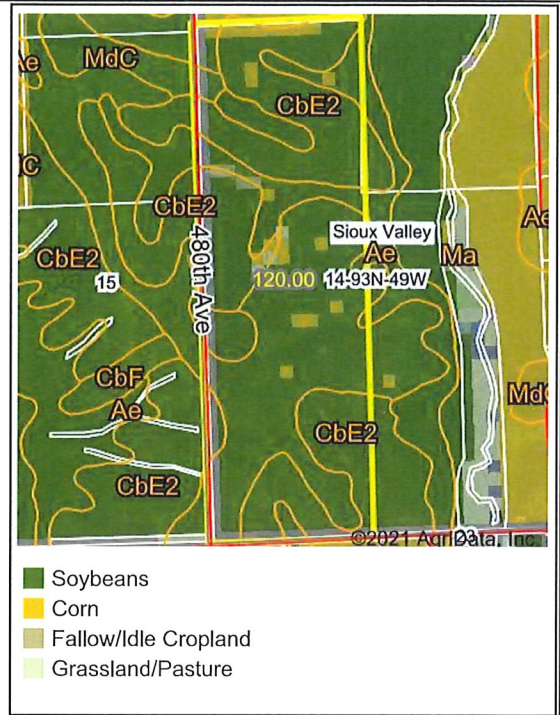 Ae
MdC
CbE2
C
CbE2
Sioux Valley
Ae
CbE2
Ae
Ma
15
480th Ave
120.00
14-93N-49W
CbF
Ae
Md
CbE2
CbE2
©2021 AgriData, Inc.
23
Soybeans
Corn
Fallow/Idle Cropland
Grassland/Pasture